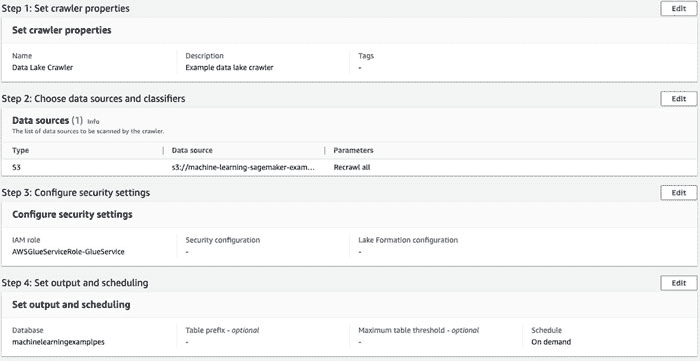 Step 1: Set crawler properties Edit
Set crawler properties
Name Description Tags
Data Lake Crawler Example data lake crawler -
Step 2: Choose data sources and classifiers Edit
Data sources (1) Info
The list of data sources to be scanned by the crawler.
Type Data source Parameters
S3 s3://machine-learning-sagemaker-exam... Recrawl all
Step 3: Configure security settings Edit
Configure security settings
IAM role Security configuration Lake Formation configuration
AWSGlueServiceRole-GlueService - -
Step 4: Set output and scheduling Edit
Set output and scheduling
Database Table prefix - optional Maximum table threshold - optional Schedule
machinelearningexamplpes - - On demand